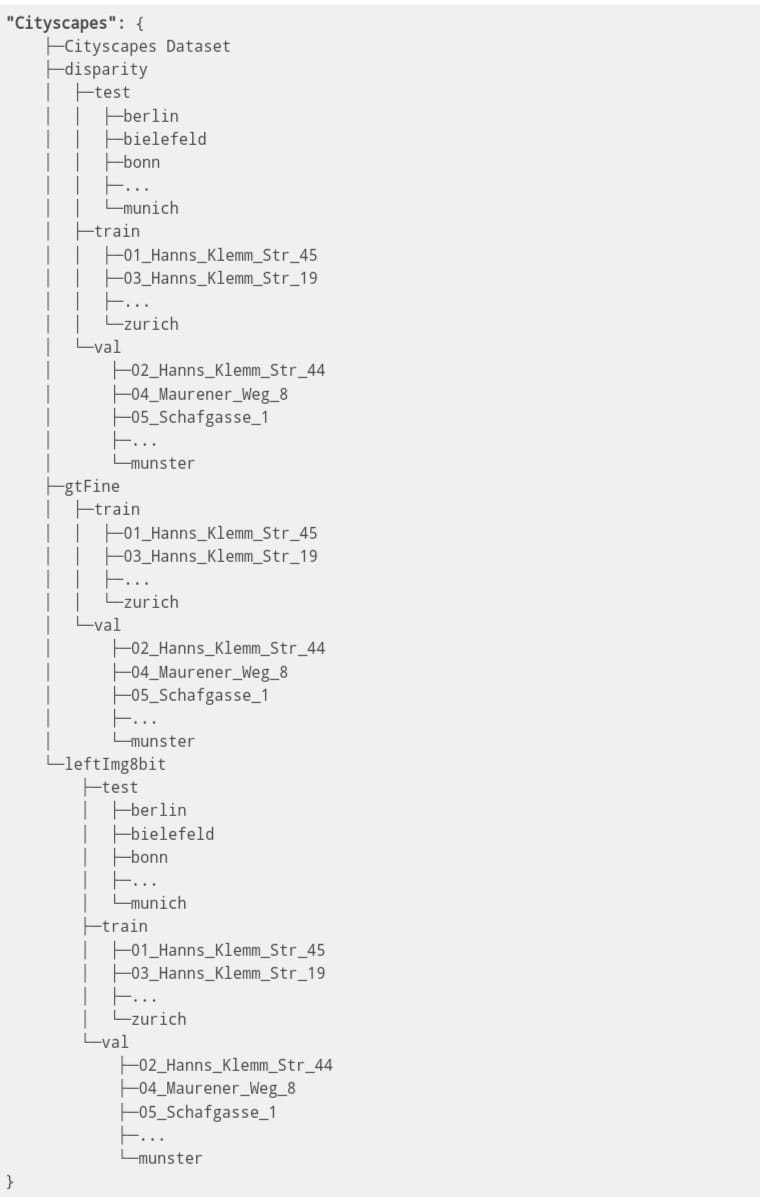 "Cityscapes": {
    ├─Cityscapes Dataset
    ├─disparity
    │  ├─test
    │  │  ├─berlin
    │  │  ├─bielefeld
    │  │  ├─bonn
    │  │  ├─...
    │  │  └─munich
    │  ├─train
    │  │  ├─01_Hanns_Klemm_Str_45
    │  │  ├─03_Hanns_Klemm_Str_19
    │  │  ├─...
    │  │  └─zurich
    │  └─val
    │      ├─02_Hanns_Klemm_Str_44
    │      ├─04_Maurener_Weg_8
    │      ├─05_Schafgasse_1
    │      ├─...
    │      └─munster
    ├─gtFine
    │  ├─train
    │  │  ├─01_Hanns_Klemm_Str_45
    │  │  ├─03_Hanns_Klemm_Str_19
    │  │  ├─...
    │  │  └─zurich
    │  └─val
    │      ├─02_Hanns_Klemm_Str_44
    │      ├─04_Maurener_Weg_8
    │      ├─05_Schafgasse_1
    │      ├─...
    │      └─munster
    └─leftImg8bit
        ├─test
        │  ├─berlin
        │  ├─bielefeld
        │  ├─bonn
        │  ├─...
        │  └─munich
        ├─train
        │  ├─01_Hanns_Klemm_Str_45
        │  ├─03_Hanns_Klemm_Str_19
        │  ├─...
        │  └─zurich
        └─val
            ├─02_Hanns_Klemm_Str_44
            ├─04_Maurener_Weg_8
            ├─05_Schafgasse_1
            ├─...
            └─munster
}